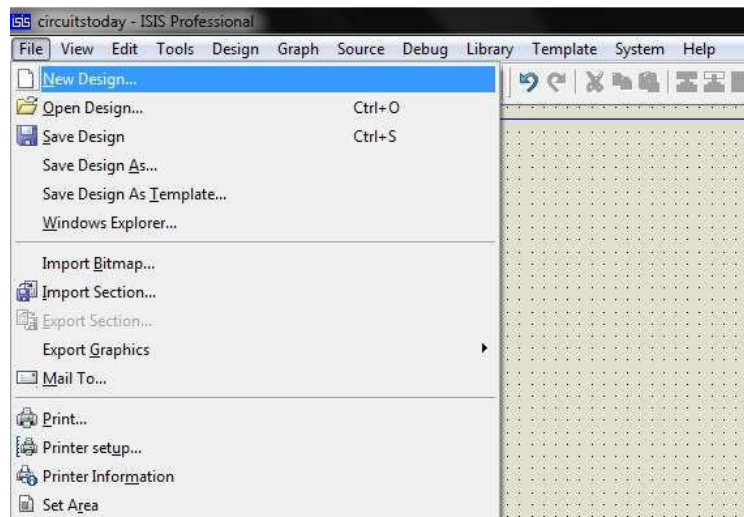 isis circuitstoday - ISIS Professional
File View Edit Tools Design Graph Source Debug Library Template System Help
New Design...
Open Design... Ctrl+O
Save Design Ctrl+S
Save Design As...
Save Design As Template...
Windows Explorer...
Import Bitmap...
Import Section...
Export Section...
Export Graphics
Mail To...
Print...
Printer setup...
Printer Information
Set Area